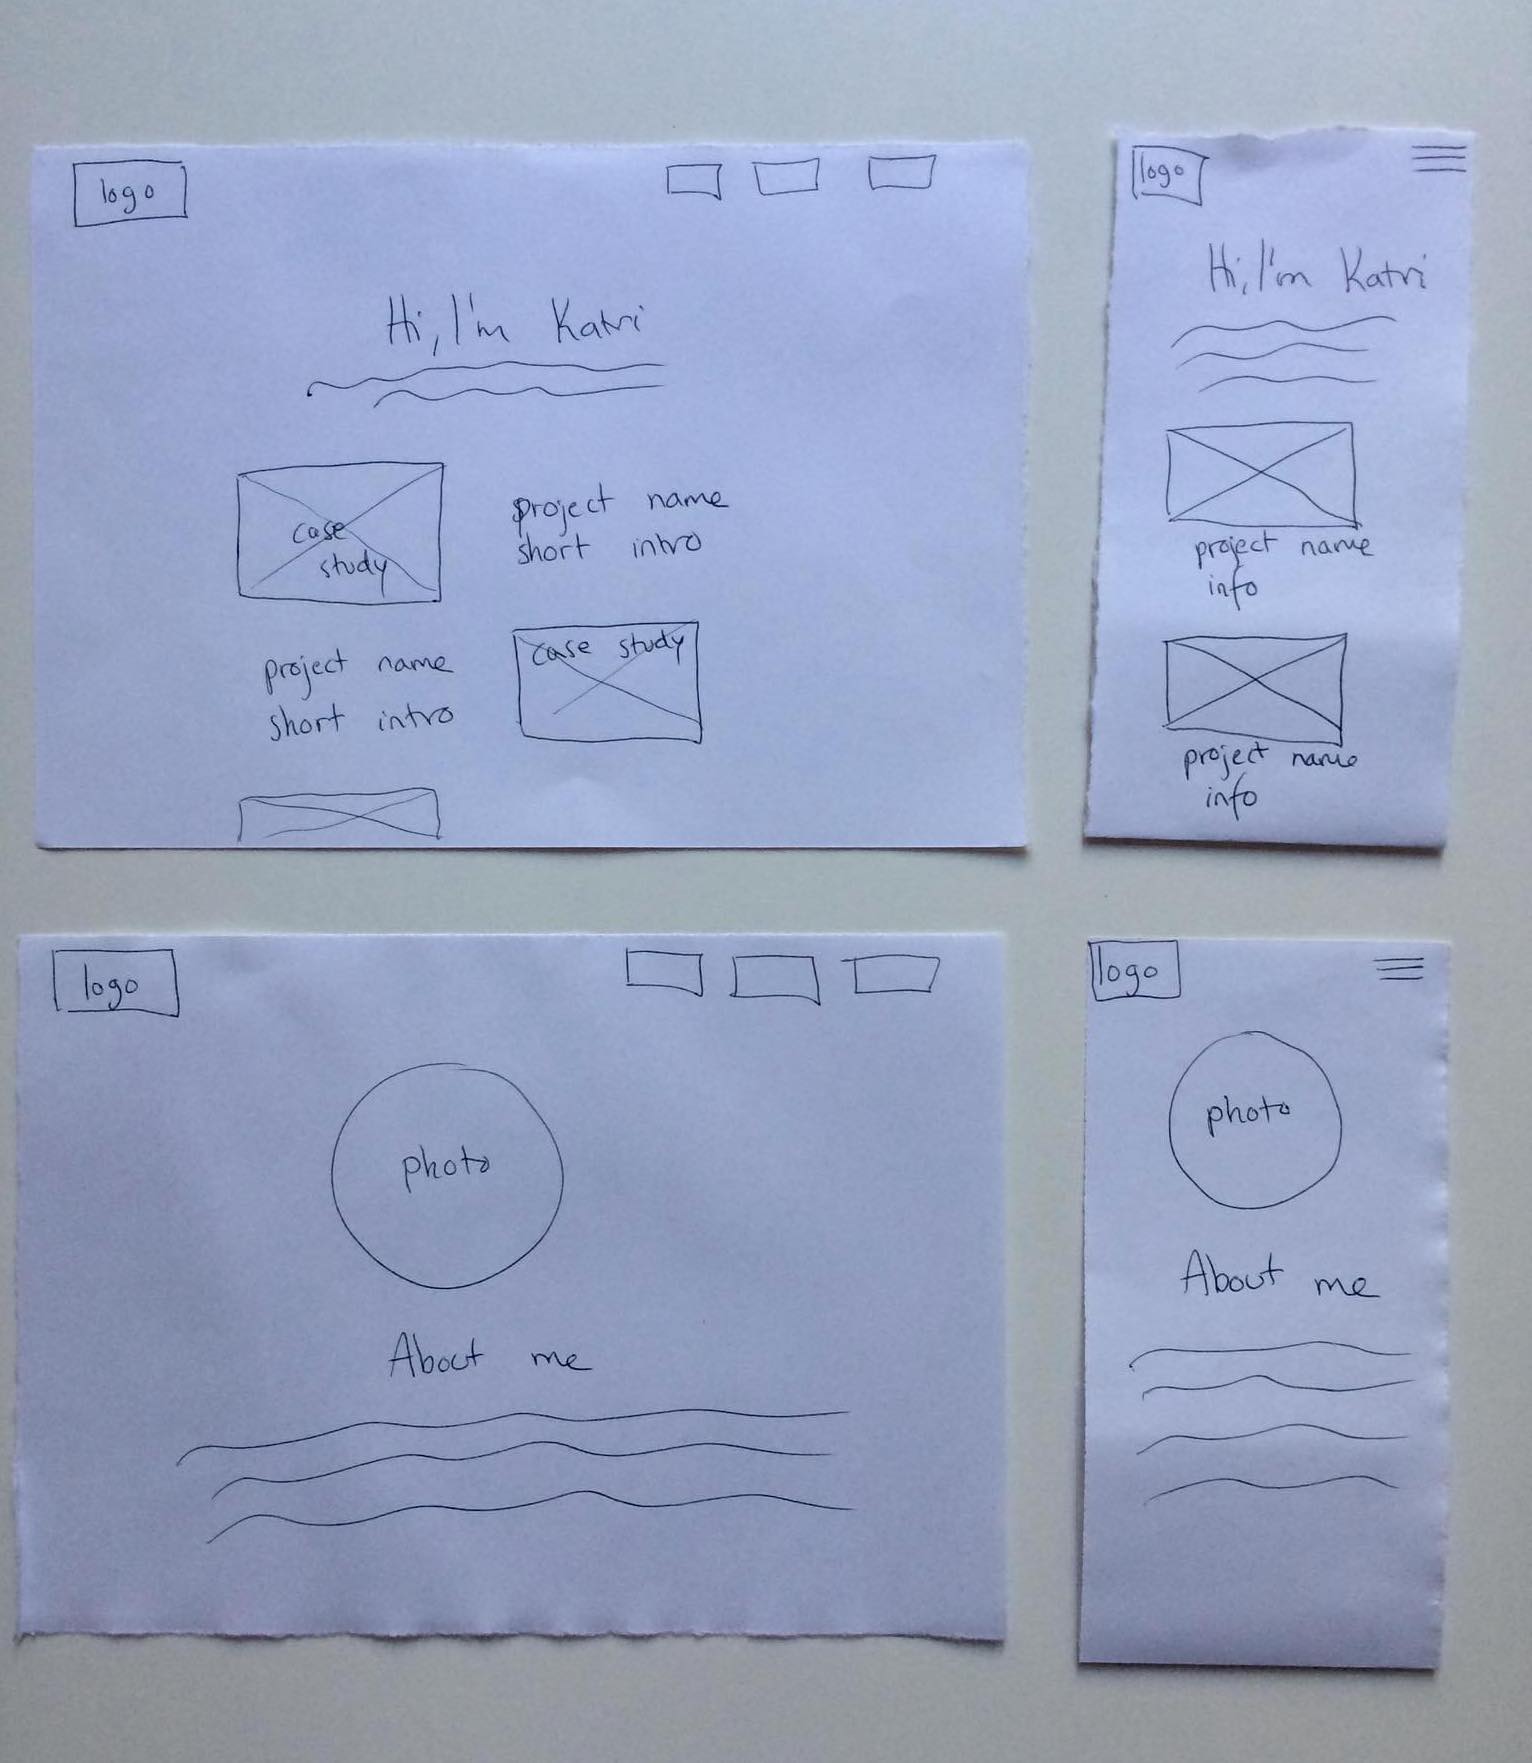 logo
Hi, I'm Katri
case
study
project name
short intro
project name
short intro
case study
logo
Hi, I'm Katri
project name
info
project name
info
logo
photo
About me
logo
photo
About me